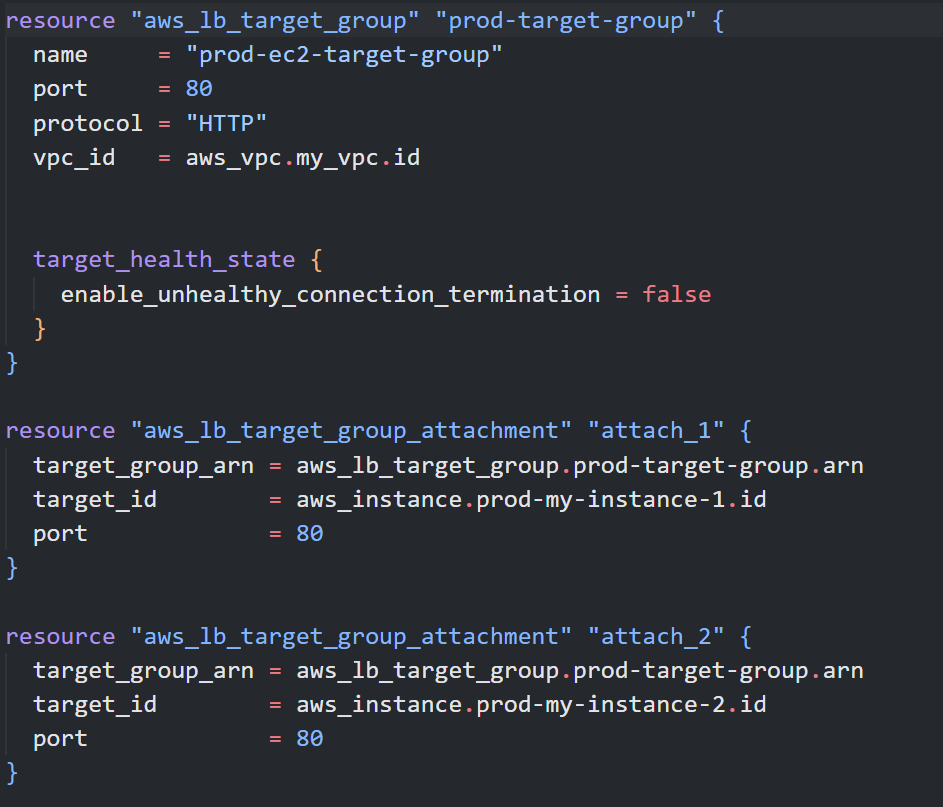 resource "aws_lb_target_group" "prod-target-group" {
  name     = "prod-ec2-target-group"
  port     = 80
  protocol = "HTTP"
  vpc_id   = aws_vpc.my_vpc.id


  target_health_state {
    enable_unhealthy_connection_termination = false
  }
}

resource "aws_lb_target_group_attachment" "attach_1" {
  target_group_arn = aws_lb_target_group.prod-target-group.arn
  target_id        = aws_instance.prod-my-instance-1.id
  port             = 80
}

resource "aws_lb_target_group_attachment" "attach_2" {
  target_group_arn = aws_lb_target_group.prod-target-group.arn
  target_id        = aws_instance.prod-my-instance-2.id
  port             = 80
}